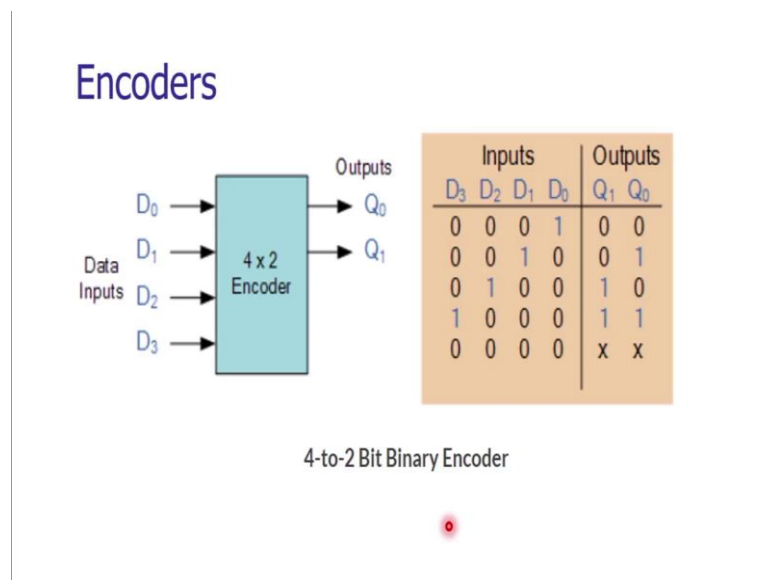 Encoders
Outputs
D₀
Q₀
D₁
Q₁
Data
Inputs
4 x 2
Encoder
D₂
D₃
Inputs Outputs
D₃ D₂ D₁ D₀ Q₁ Q₀
0 0 0 1 0 0
0 0 1 0 0 1
0 1 0 0 1 0
1 0 0 0 1 1
0 0 0 0 x x
4-to-2 Bit Binary Encoder